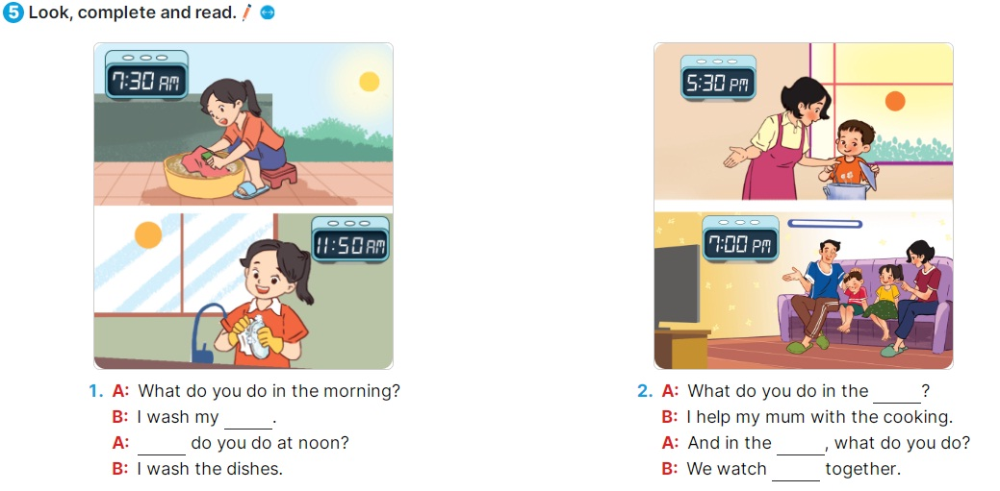 5 Look, complete and read.
7:30 AM
11:50 AM
1. A: What do you do in the morning?
B: I wash my _____.
A: _____ do you do at noon?
B: I wash the dishes.
5:30 PM
7:00 PM
2. A: What do you do in the _____?
B: I help my mum with the cooking.
A: And in the _____, what do you do?
B: We watch _____ together.